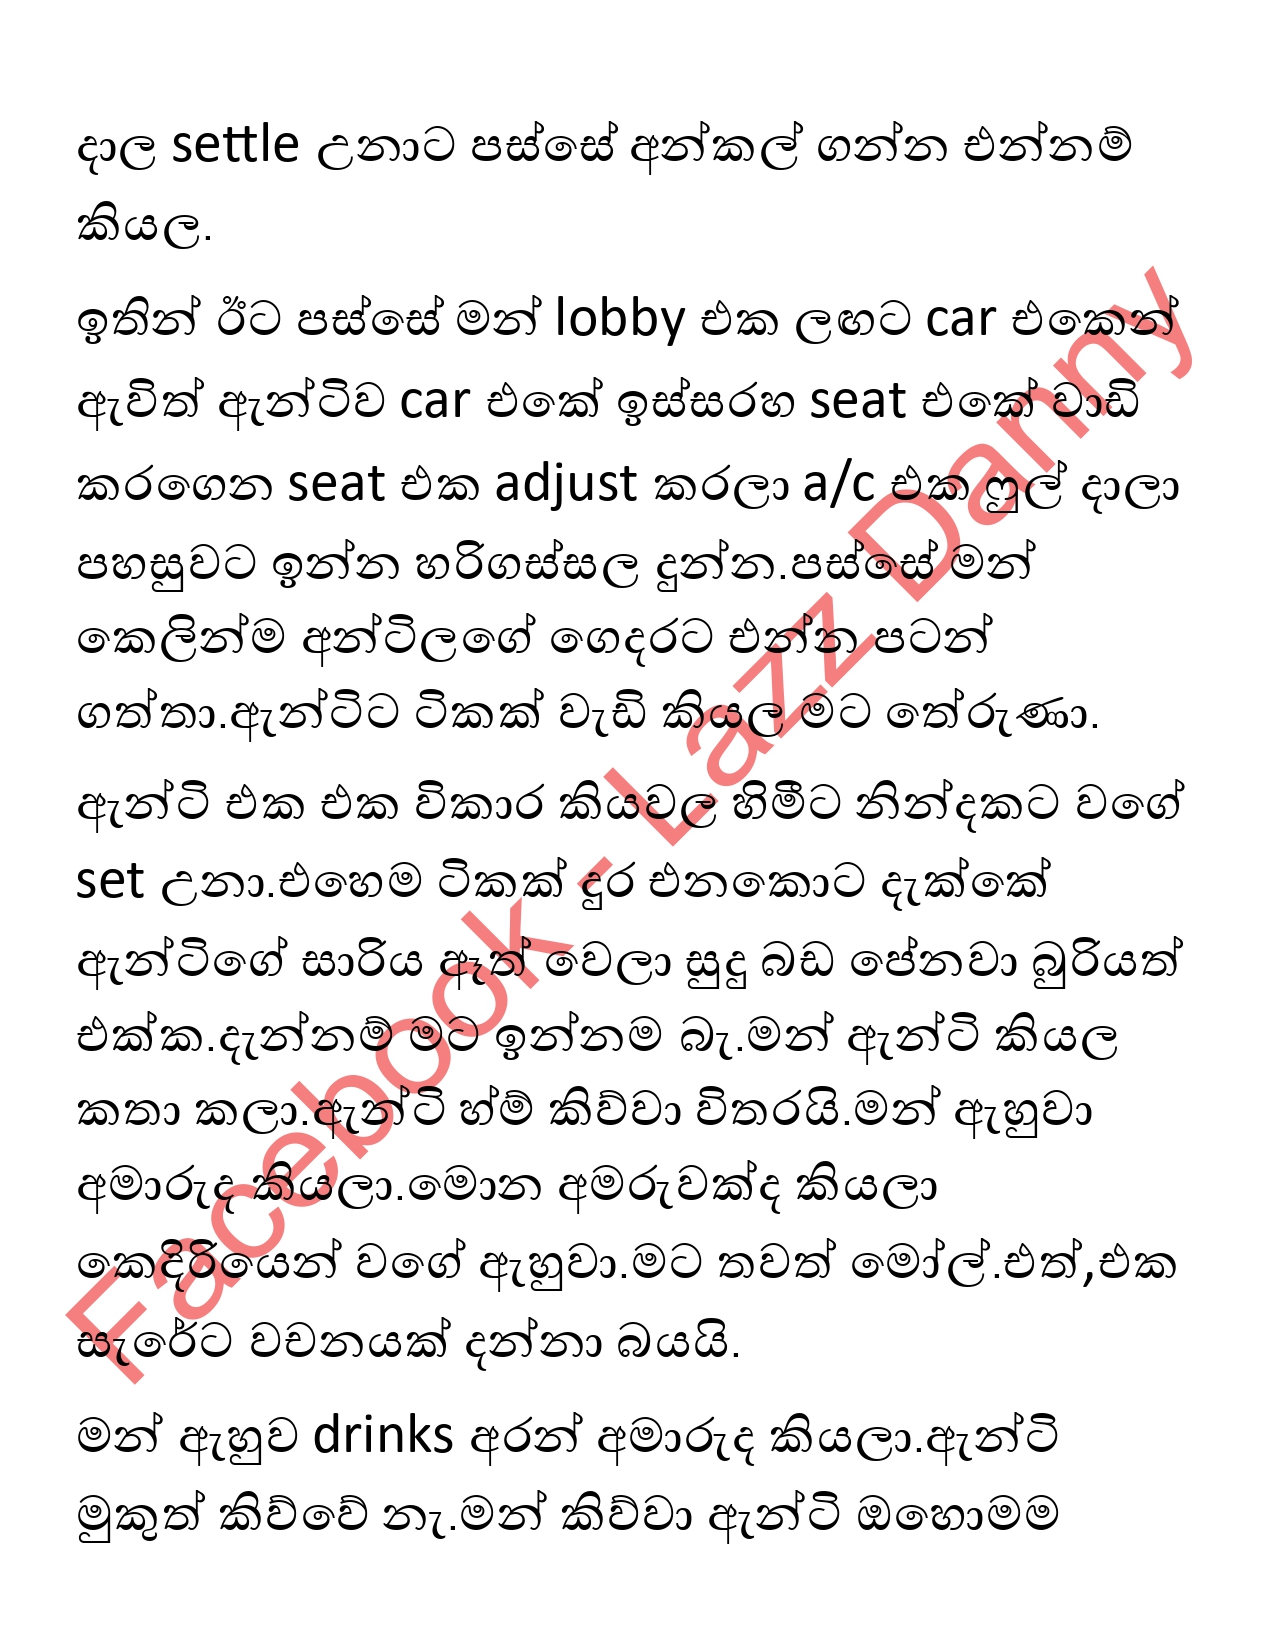 දාල settle උනාට පස්සේ අන්කල් ගන්න එන්නම්
කියල.
ඉතින් ඊට පස්සේ මන් lobby එක ලඟට car එකෙන්
ඇවිත් ඇන්ටිව car එකේ ඉස්සරහ seat එකේ වාඩි
කරගෙන seat එක adjust කරලා a/c එක ෆුල් දාලා
පහසුවට ඉන්න හරිගස්සල දුන්න.පස්සේ මන්
කෙලින්ම අන්ටිලගේ ගෙදරට එන්න පටන්
ගත්තා.ඇන්ටිට ටිකක් වැඩි කියල මට තේරුණා.
ඇන්ටි එක එක විකාර කියවල හිමීට නින්දකට වගේ
set උනා.එහෙම ටිකක් දුර එනකොට දැක්කේ
ඇන්ටිගේ සාරිය ඈත් වෙලා සුදු බඩ පේනවා බුරියත්
එක්ක.දැන්නම් මට ඉන්නම බැ.මන් ඇන්ටි කියල
කතා කලා.ඇන්ටි හ්ම් කිව්වා විතරයි.මන් ඇහුවා
අමාරුද කියලා.මොන අමරුවක්ද කියලා
කෙදිරියෙන් වගේ ඇහුවා.මට තවත් මෝල්.එත්,එක
සැරේට වචනයක් දන්නා බයයි.
මන් ඇහුව drinks අරන් අමාරුද කියලා.ඇන්ටි
මුකුත් කිව්වේ නැ.මන් කිව්වා ඇන්ටි ඔහොමම
Facebook - Lazz Danny